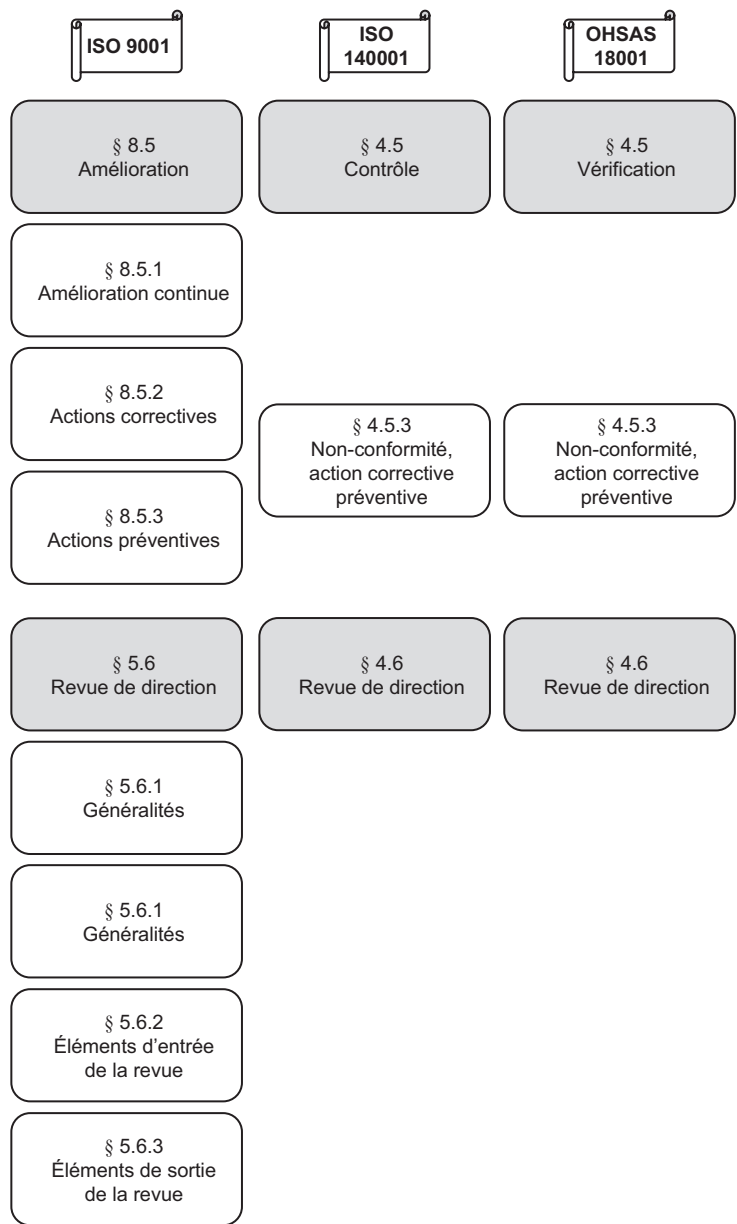 ISO 9001
ISO
140001
OHSAS
18001
§ 8.5
Amélioration
§ 4.5
Contrôle
§ 4.5
Vérification
§ 8.5.1
Amélioration continue
§ 8.5.2
Actions correctives
§ 4.5.3
Non-conformité,
action corrective
préventive
§ 4.5.3
Non-conformité,
action corrective
préventive
§ 8.5.3
Actions préventives
§ 5.6
Revue de direction
§ 4.6
Revue de direction
§ 4.6
Revue de direction
§ 5.6.1
Généralités
§ 5.6.1
Généralités
§ 5.6.2
Éléments d’entrée
de la revue
§ 5.6.3
Éléments de sortie
de la revue